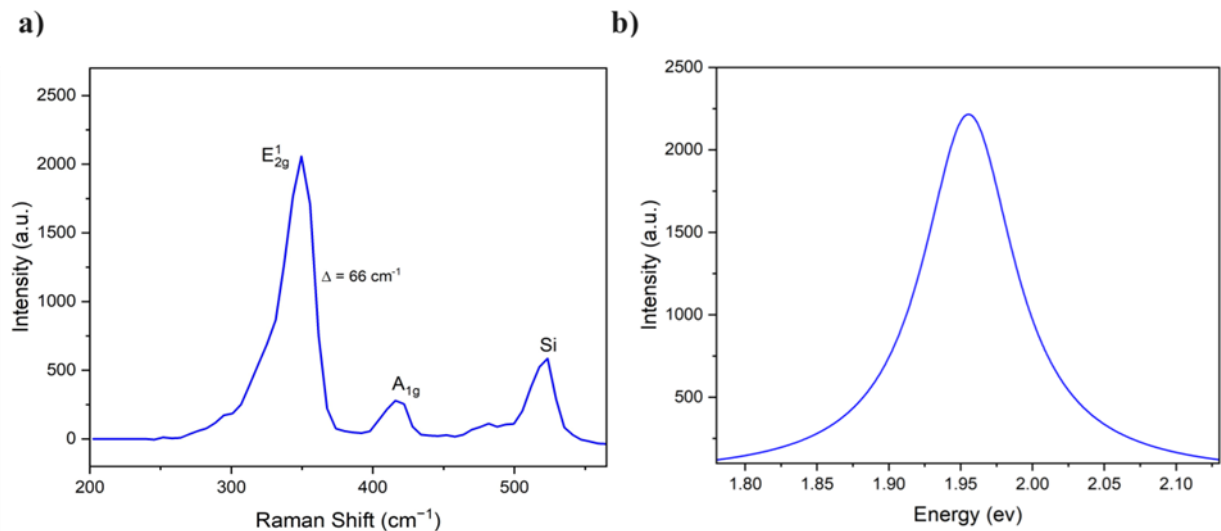 a)
b)
2500
2000
1500
1000
500
0
Intensity (a.u.)
E¹₂g
Δ = 66 cm⁻¹
A₁g
Si
200
300
400
500
Raman Shift (cm⁻¹)
2500
2000
1500
1000
500
Intensity (a.u.)
1.80
1.85
1.90
1.95
2.00
2.05
2.10
Energy (ev)